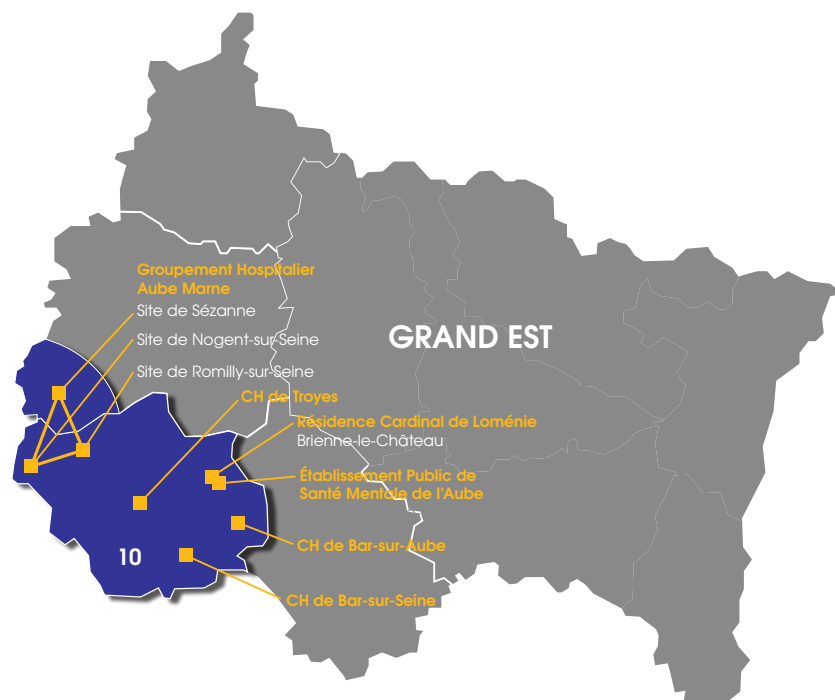 Groupement Hospitalier
Aube Marne
Site de Sézanne
Site de Nogent-sur-Seine
Site de Romilly-sur-Seine
GRAND EST
CH de Troyes
Résidence Cardinal de Loménie
Brienne-le-Château
Établissement Public de
Santé Mentale de l'Aube
CH de Bar-sur-Aube
10
CH de Bar-sur-Seine